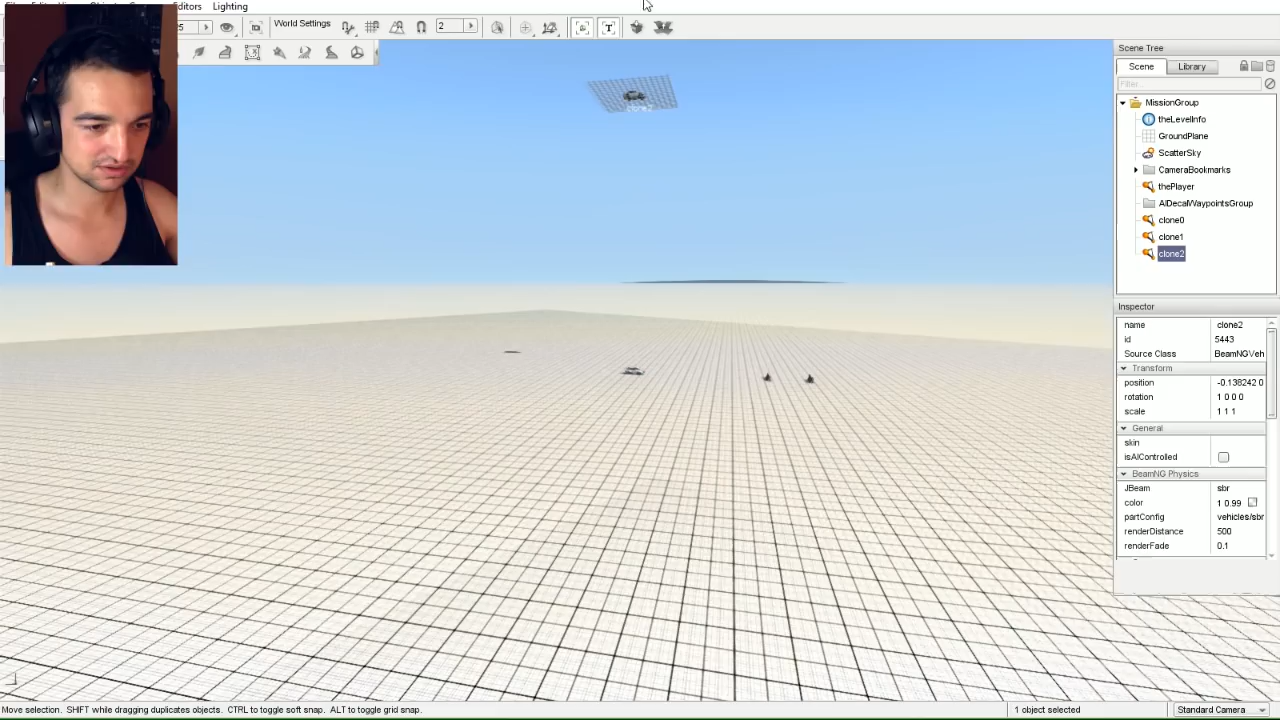 Lighting
World Settings
2
Scene Tree
Scene
Library
Filter...
MissionGroup
theLevelInfo
GroundPlane
ScatterSky
CameraBookmarks
thePlayer
AIDecalWaypointsGroup
clone0
clone1
clone2
clone2
Inspector
name clone2
id 5443
Source Class BeamNGVeh
Transform
position -0.138242 0
rotation 1 0 0 0
scale 1 1 1
General
skin
isAIControlled
BeamNG Physics
JBeam sbr
color 1 0.99
partConfig vehicles/sbr
renderDistance 500
renderFade 0.1
Move selection. SHIFT while dragging duplicates objects. CTRL to toggle soft snap. ALT to toggle grid snap.
1 object selected
Standard Camera